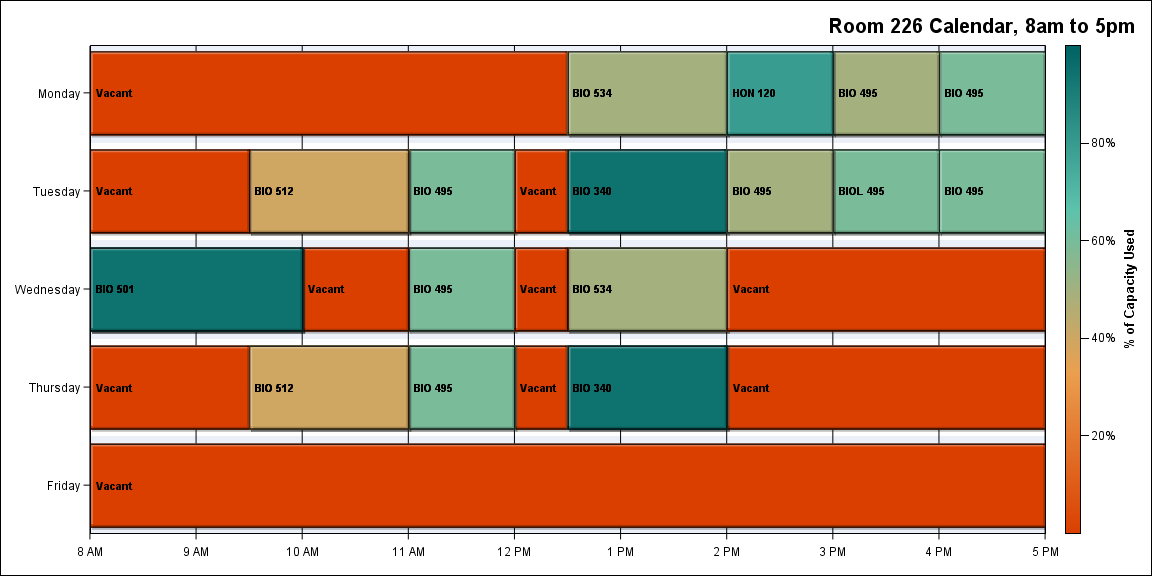 Room 226 Calendar, 8am to 5pm
Monday
Vacant
BIO 534
HON 120
BIO 495
BIO 495
Tuesday
Vacant
BIO 512
BIO 495
Vacant
BIO 340
BIO 495
BIOL 495
BIO 495
Wednesday
BIO 501
Vacant
BIO 495
Vacant
BIO 534
Vacant
Thursday
Vacant
BIO 512
BIO 495
Vacant
BIO 340
Vacant
Friday
Vacant
8 AM
9 AM
10 AM
11 AM
12 PM
1 PM
2 PM
3 PM
4 PM
5 PM
80%
60%
40%
20%
% of Capacity Used